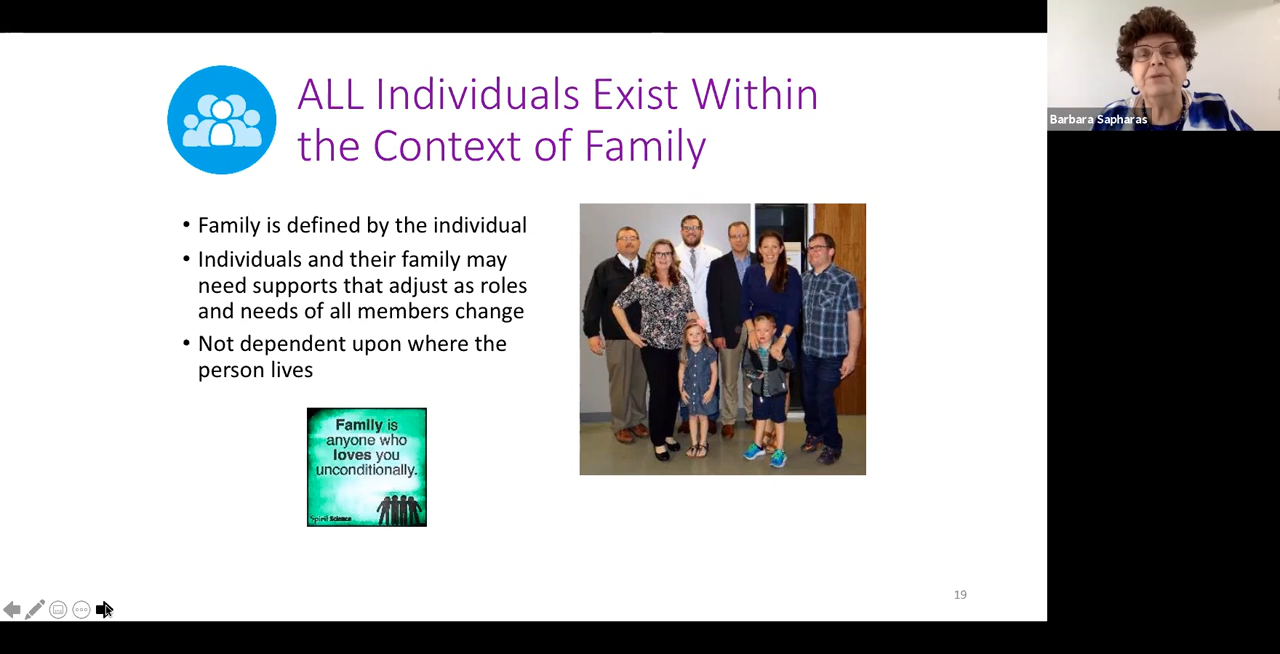 ALL Individuals Exist Within
the Context of Family
• Family is defined by the individual
• Individuals and their family may
need supports that adjust as roles
and needs of all members change
• Not dependent upon where the
person lives
Family is
anyone who
loves you
unconditionally.
Spirit Science
19
Barbara Sapharas